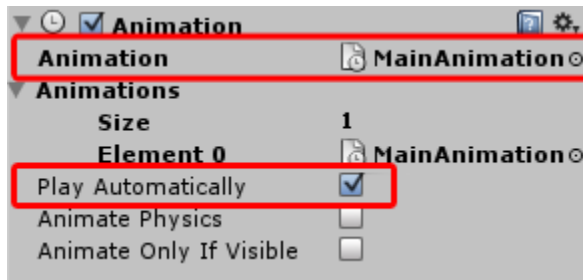 Animation
Animation MainAnimation
Animations
Size 1
Element 0 MainAnimation
Play Automatically
Animate Physics
Animate Only If Visible